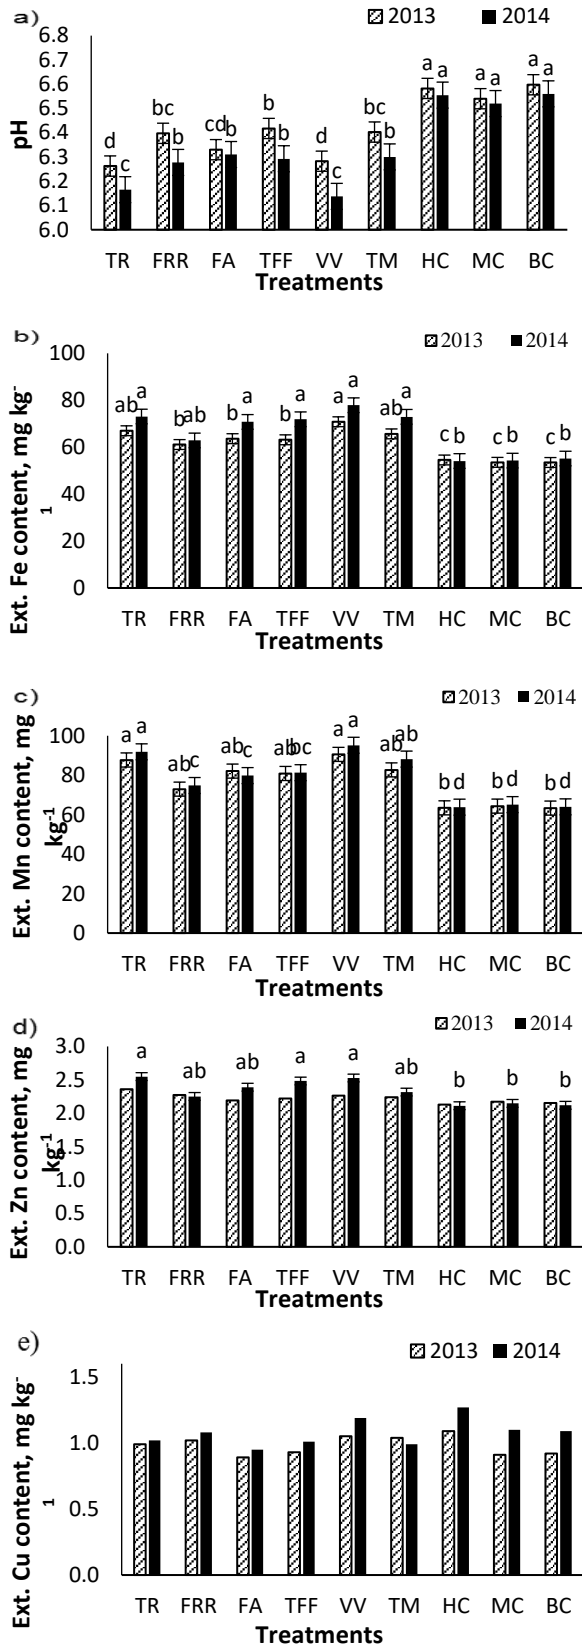 a)
2013 2014
6.8
6.7
6.6
6.5
6.4
6.3
6.2
6.1
6.0
pH
d c bc b cd b b b d c bc b a a a a a a
TR FRR FA TFF VV TM HC MC BC
Treatments
b)
2013 2014
100
80
60
40
20
0
Ext. Fe content, mg kg-
1
ab a b ab b a b a a a ab a c b c b c b
TR FRR FA TFF VV TM HC MC BC
Treatments
c)
2013 2014
100
80
60
40
20
0
Ext. Mn content, mg
kg-1
a a ab c ab c ab bc a a ab ab b d b d b d
TR FRR FA TFF VV TM HC MC BC
Treatments
d)
2013 2014
3.0
2.5
2.0
1.5
1.0
0.5
0.0
Ext. Zn content, mg
kg-1
a ab ab a a ab b b b
TR FRR FA TFF VV TM HC MC BC
Treatments
e)
2013 2014
1.5
1.0
0.5
0.0
Ext. Cu content, mg kg-
1
TR FRR FA TFF VV TM HC MC BC
Treatments